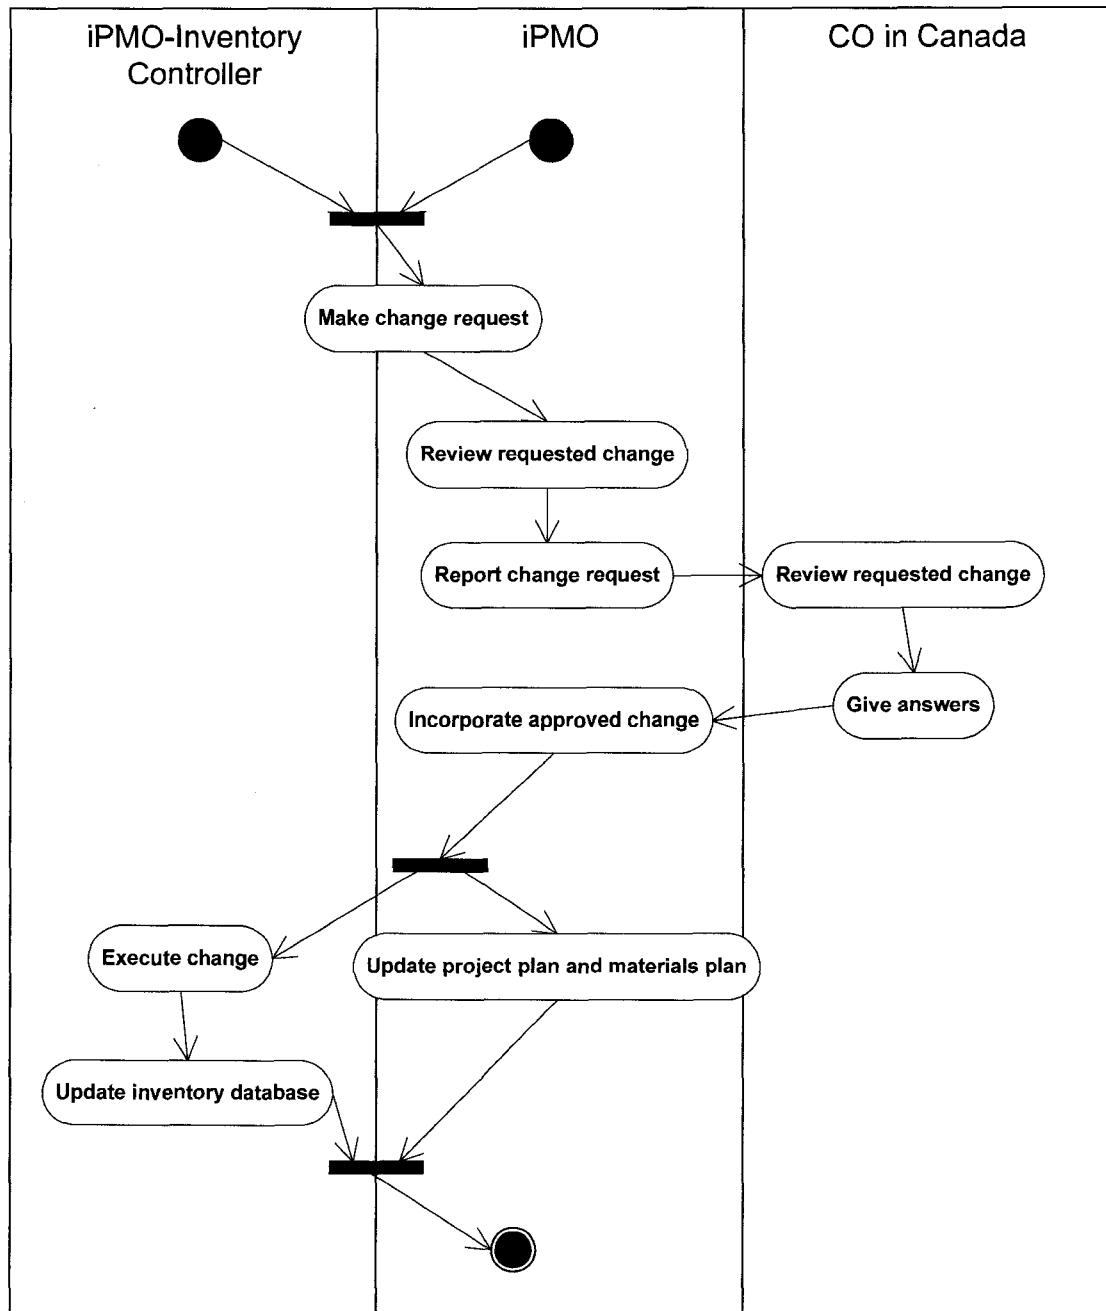 iPMO-Inventory
Controller
iPMO
CO in Canada
Make change request
Review requested change
Report change request
Review requested change
Give answers
Incorporate approved change
Execute change
Update project plan and materials plan
Update inventory database